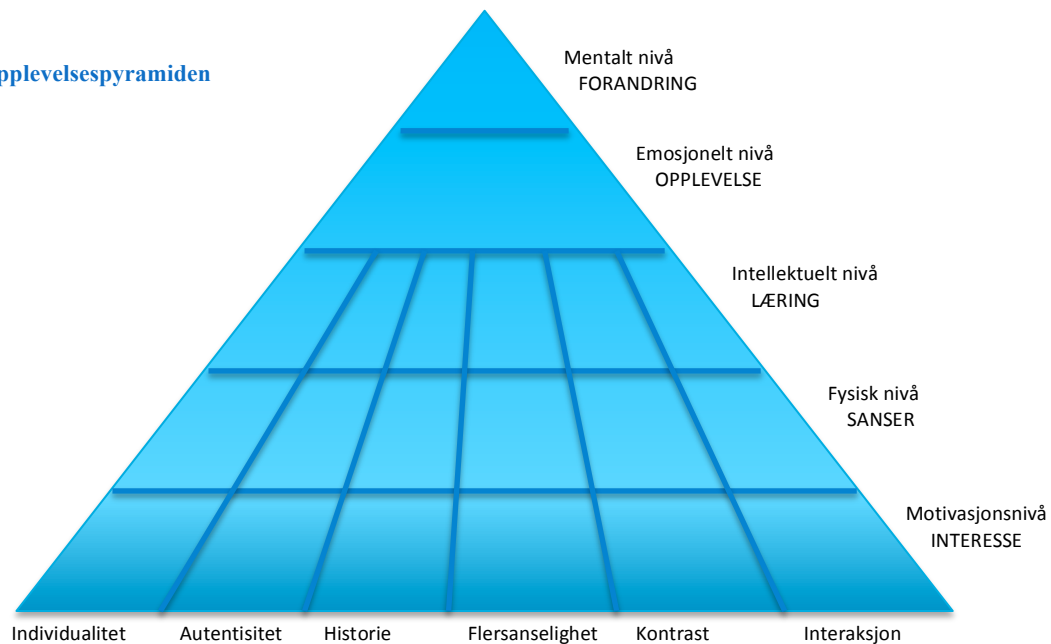 pplevelsespyramiden
Mentalt nivå
FORANDRING
Emosjonelt nivå
OPPLEVELSE
Intellektuelt nivå
LÆRING
Fysisk nivå
SANSER
Motivasjonsnivå
INTERESSE
Individualitet Autentisitet Historie Flersanselighet Kontrast Interaksjon